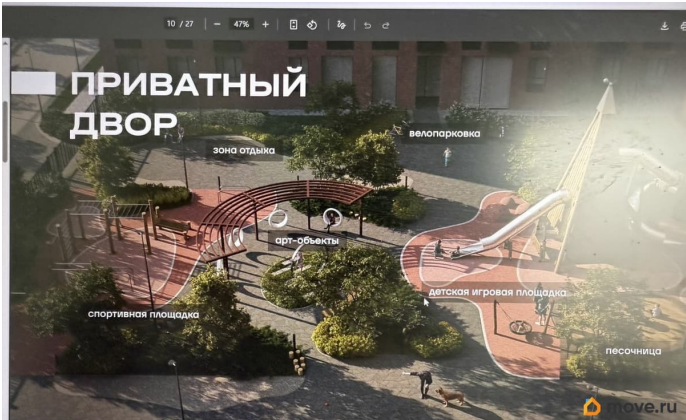 10 / 27
47%
ПРИВАТНЫЙ
ДВОР
велопарковка
зона отдыха
арт-объекты
детская игровая площадка
спортивная площадка
песочница
move.ru